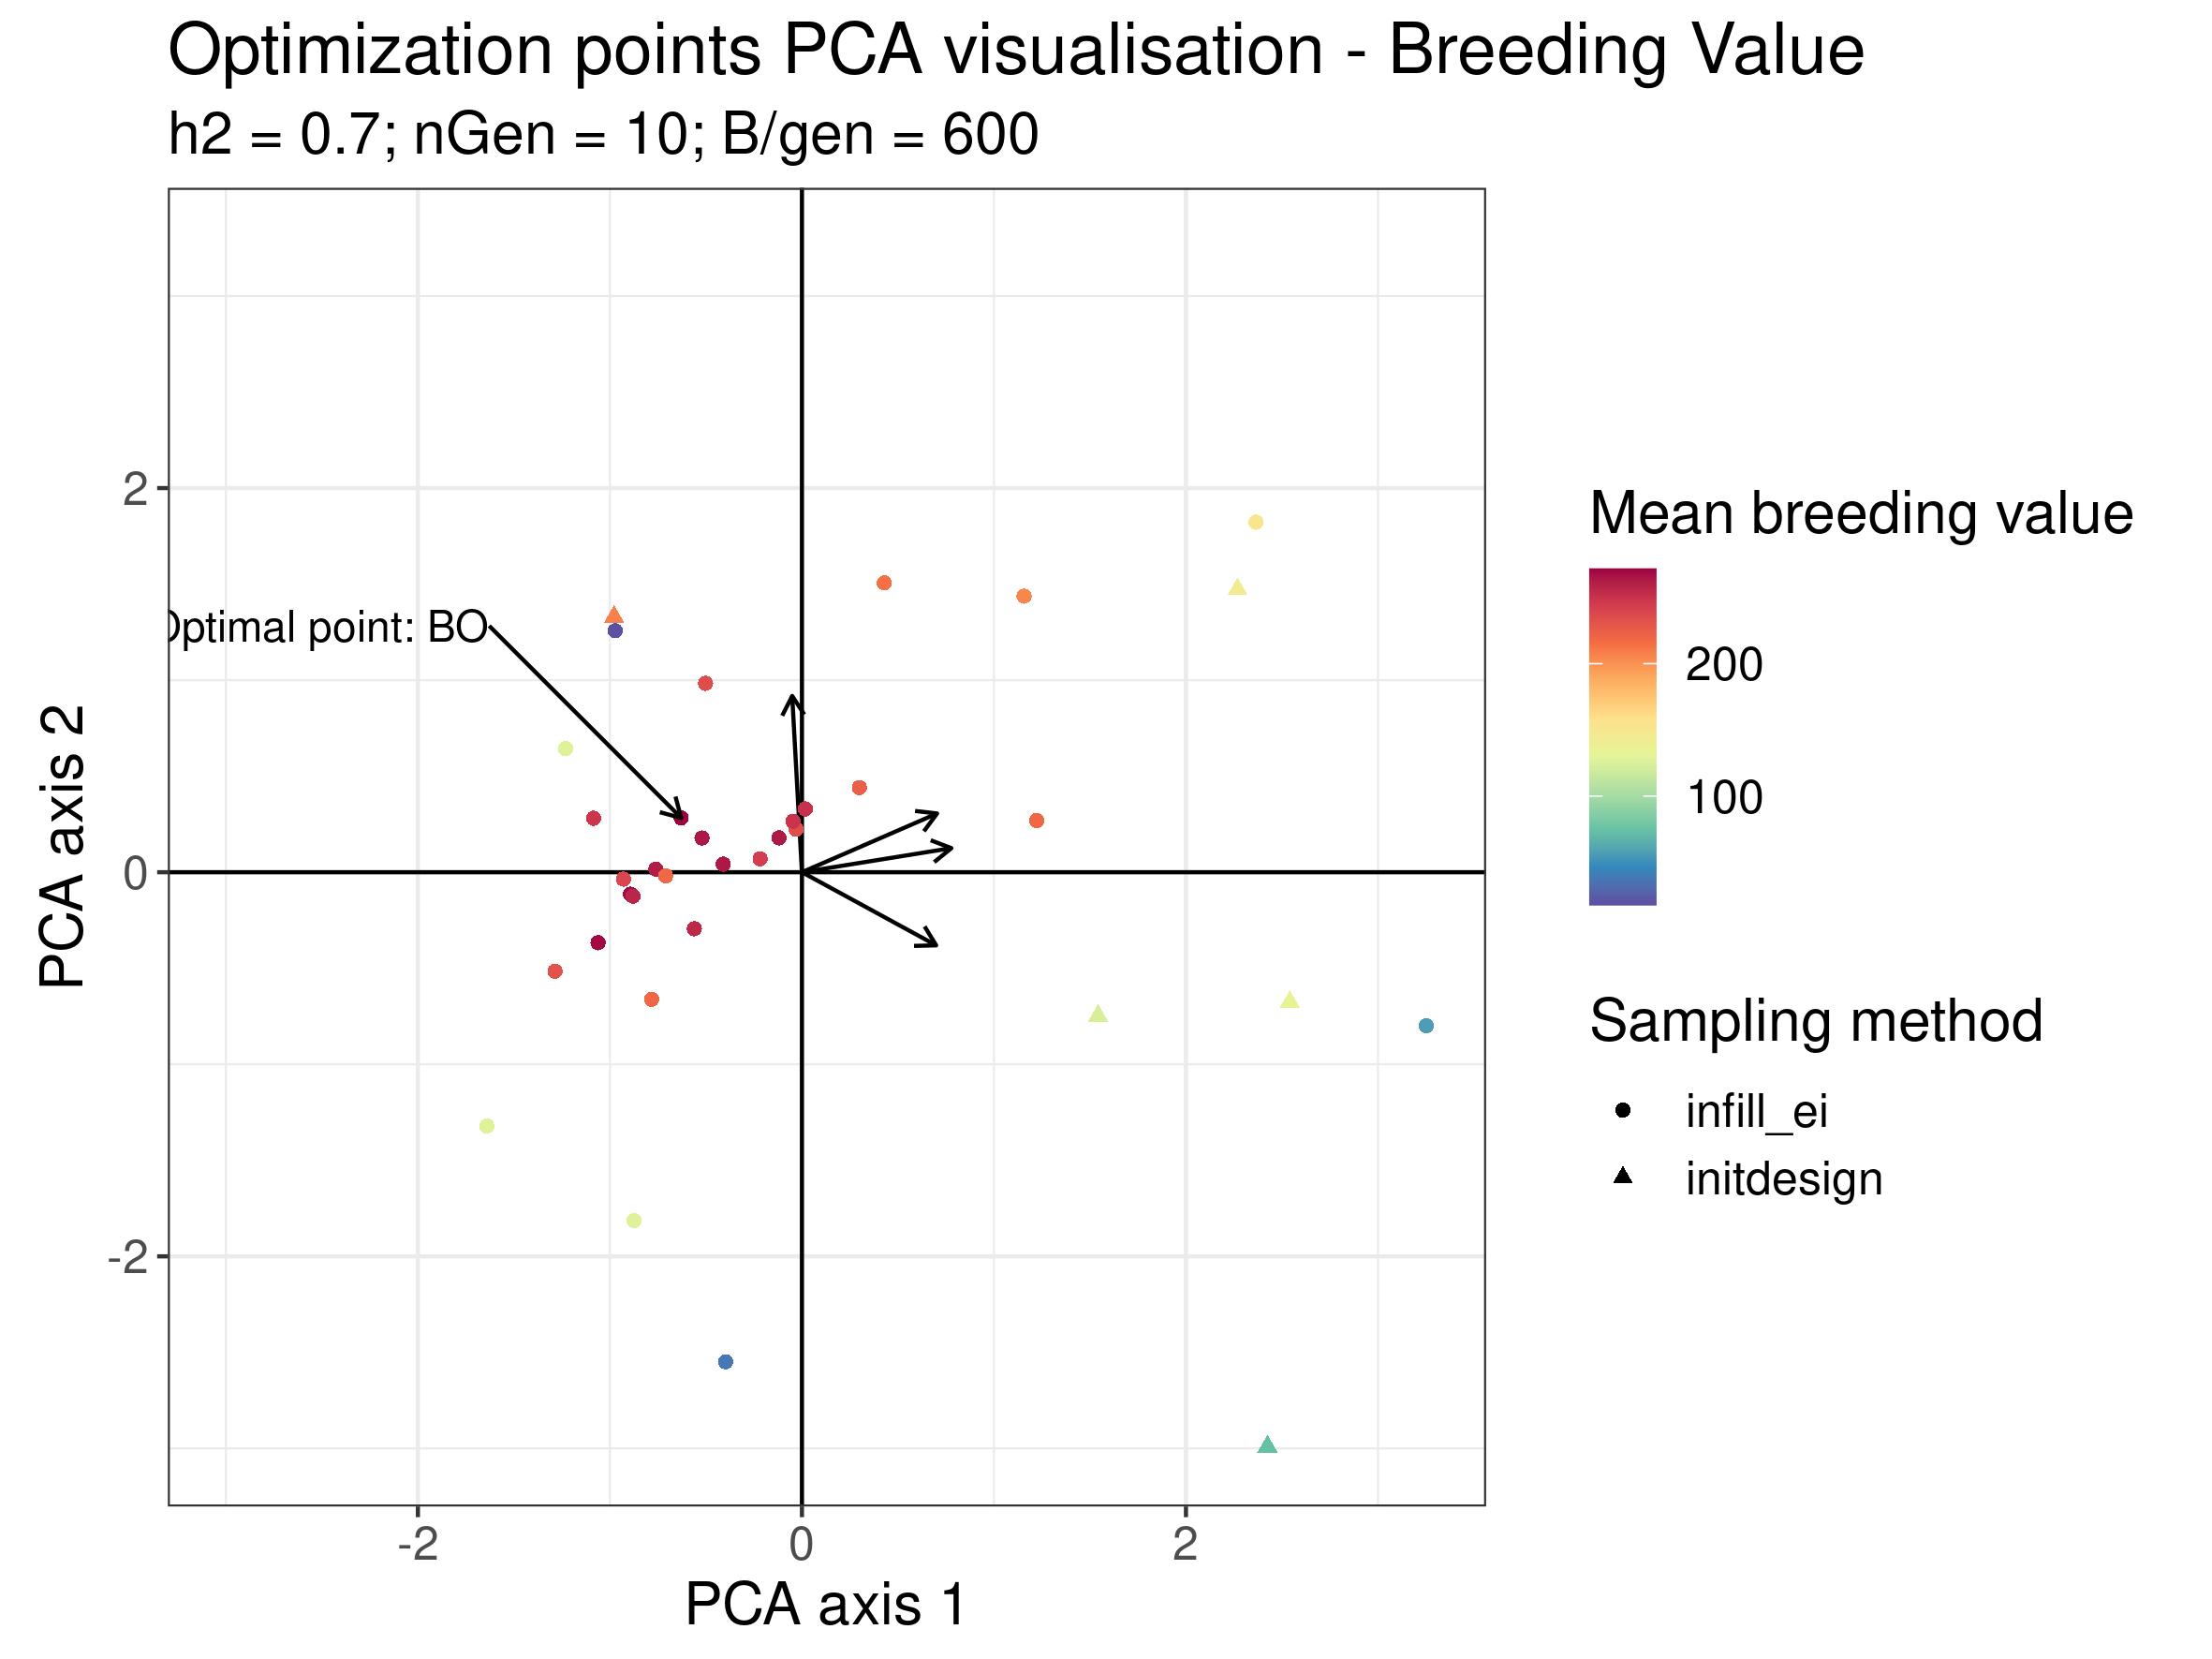 Optimization points PCA visualisation - Breeding Value
h2 = 0.7; nGen = 10; B/gen = 600
PCA axis 2
2
0
-2
Optimal point: BO
-2
0
2
PCA axis 1
Mean breeding value
200
100
Sampling method
infill_ei
initdesign